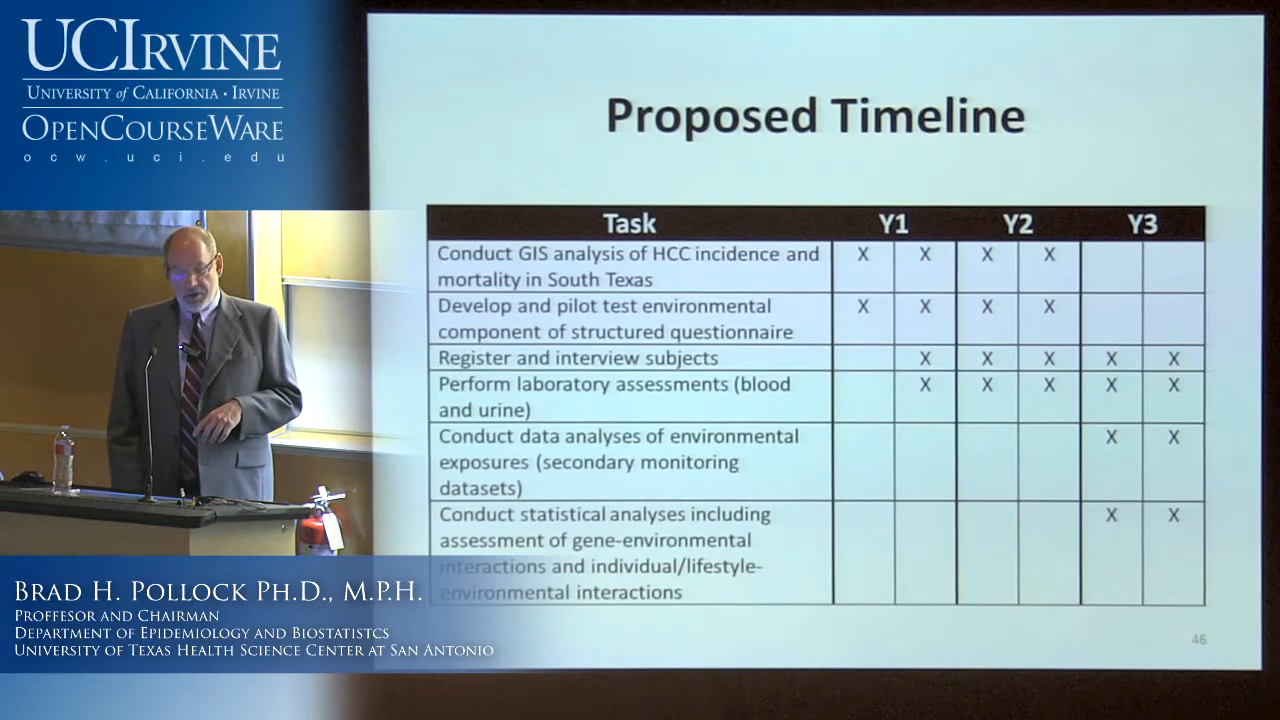 UCIRVINE
UNIVERSITY of CALIFORNIA • IRVINE
OPENCOURSEWARE
ocw.uci.edu
Proposed Timeline
Task Y1 Y2 Y3
Conduct GIS analysis of HCC incidence and X X X X
mortality in South Texas
Develop and pilot test environmental X X X X
component of structured questionnaire
Register and interview subjects X X X X X
Perform laboratory assessments (blood X X X X X
and urine)
Conduct data analyses of environmental X X
exposures (secondary monitoring
datasets)
Conduct statistical analyses including X X
assessment of gene-environmental
interactions and individual/lifestyle-
environmental interactions
46
BRAD H. POLLOCK PH.D., M.P.H.
PROFFESOR AND CHAIRMAN
DEPARTMENT OF EPIDEMIOLOGY AND BIOSTATISTCS
UNIVERSITY OF TEXAS HEALTH SCIENCE CENTER AT SAN ANTONIO